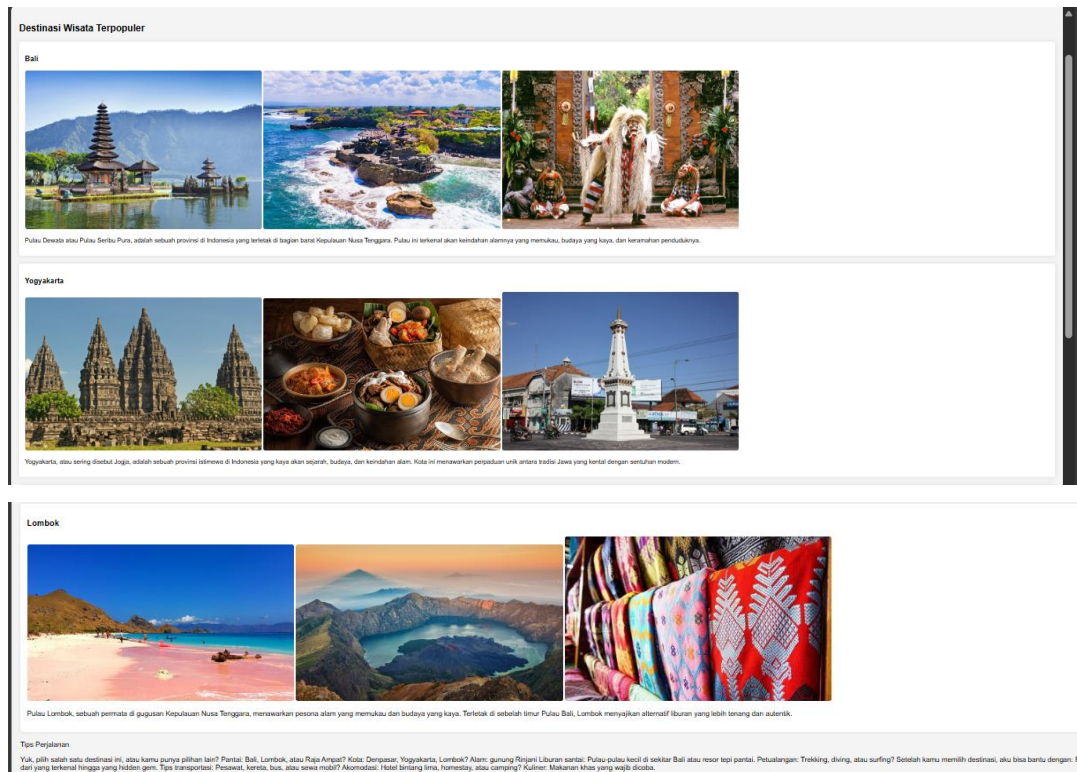 Destinasi Wisata Terpopuler
Bali
Pulau Dewata atau Pulau Seribu Pura, adalah sebuah provinsi di Indonesia yang terletak di bagian barat Kepulauan Nusa Tenggara. Pulau ini terkenal akan keindahan alamnya yang memukau, budaya yang kaya, dan keramahan penduduknya.
Yogyakarta
Yogyakarta, atau sering disebut Jogja, adalah sebuah provinsi istimewa di Indonesia yang kaya akan sejarah, budaya, dan keindahan alam. Kota ini menawarkan perpaduan unik antara tradisi Jawa yang kental dengan sentuhan modern.
Lombok
Pulau Lombok, sebuah permata di gugusan Kepulauan Nusa Tenggara, menawarkan pesona alam yang memukau dan budaya yang kaya. Terletak di sebelah timur Pulau Bali, Lombok menyajikan alternatif liburan yang lebih tenang dan autentik.
Tips Perjalanan
Yuk, pilih salah satu destinasi ini, atau kamu punya pilihan lain? Pantai: Bali, Lombok, atau Raja Ampat? Kota: Denpasar, Yogyakarta, Lombok? Alam: gunung Rinjani Liburan santai: Pulau-pulau kecil di sekitar Bali atau resor tepi pantai. Petualangan: Trekking, diving, atau surfing? Setelah kamu memilih destinasi, aku bisa bantu dengan:
dari yang terkenal hingga yang hidden gem. Tips transportasi: Pesawat, kereta, bus, atau sewa mobil? Akomodasi: Hotel bintang lima, homestay, atau camping? Kuliner: Makanan khas yang wajib dicoba.